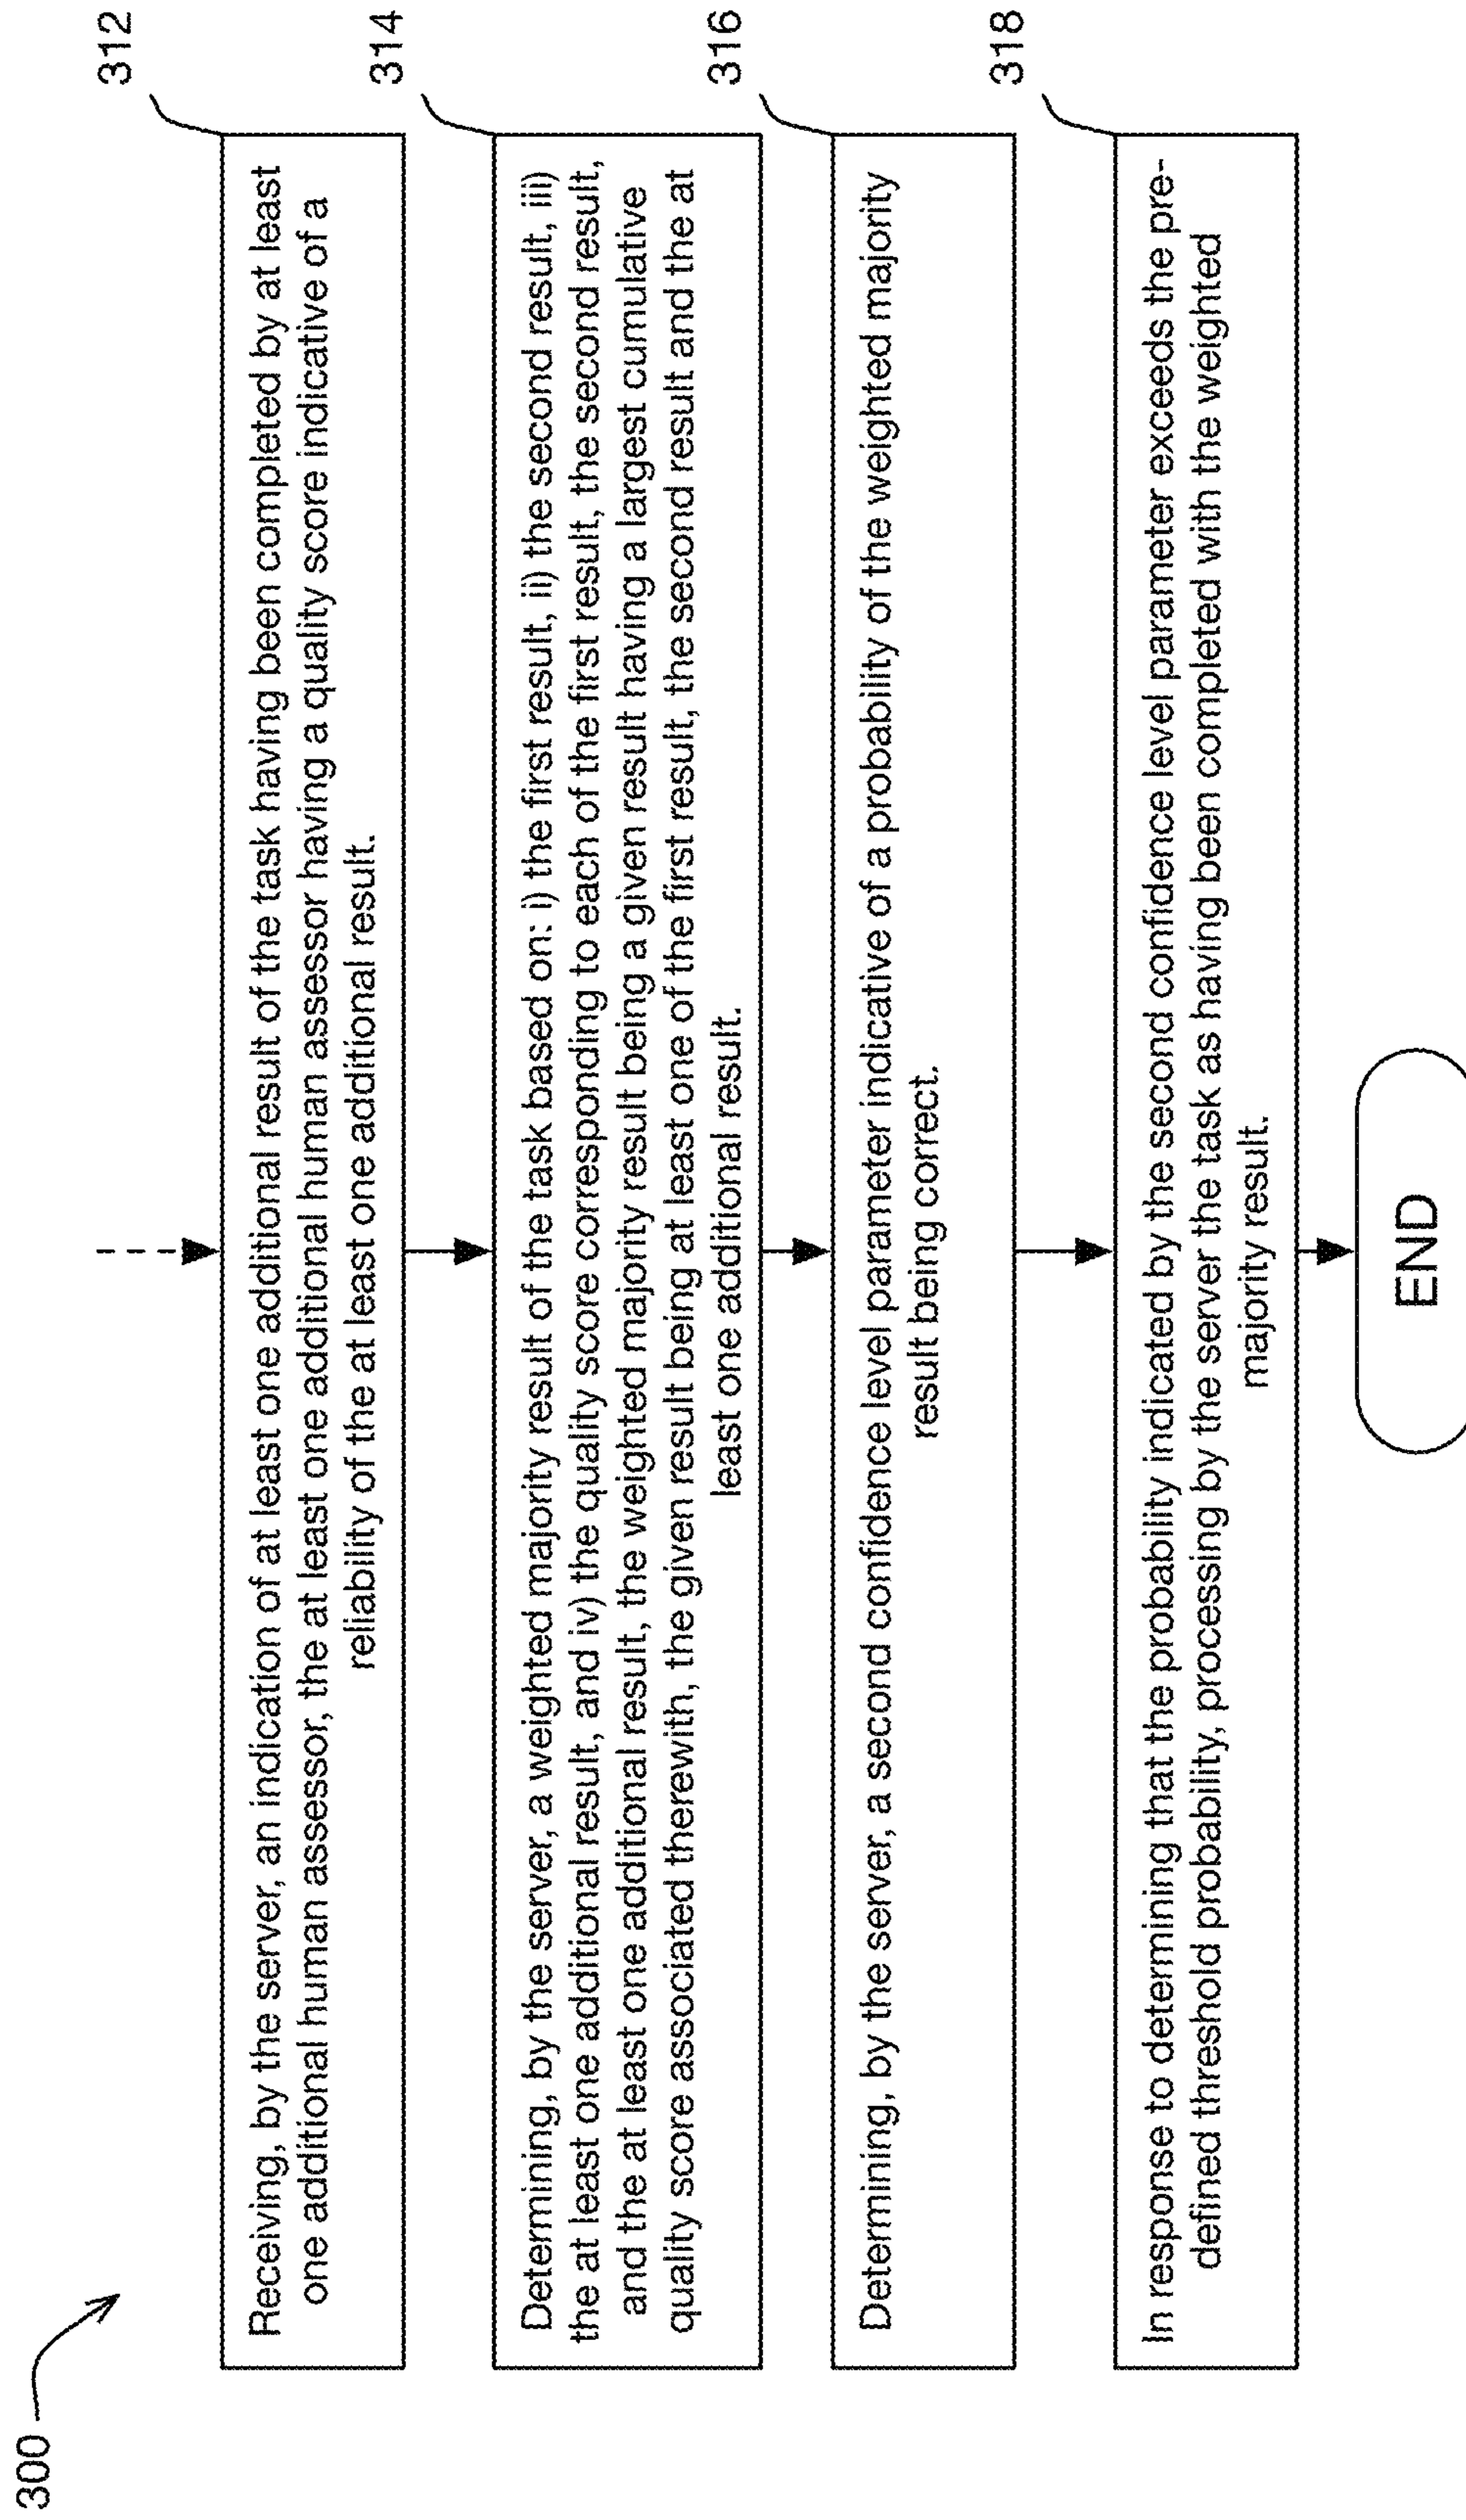 300
312
Receiving, by the server, an indication of at least one additional result of the task having been completed by at least
one additional human assessor, the at least one additional human assessor having a quality score indicative of a
reliability of the at least one additional result.
314
Determining, by the server, a weighted majority result of the task based on: i) the first result, ii) the second result, iii)
the at least one additional result, and iv) the quality score corresponding to each of the first result, the second result,
and the at least one additional result, the weighted majority result being a given result having a largest cumulative
quality score associated therewith, the given result being at least one of the first result, the second result and the at
least one additional result.
316
Determining, by the server, a second confidence level parameter indicative of a probability of the weighted majority
result being correct.
318
In response to determining that the probability indicated by the second confidence level parameter exceeds the pre-
defined threshold probability, processing by the server the task as having been completed with the weighted
majority result.
END